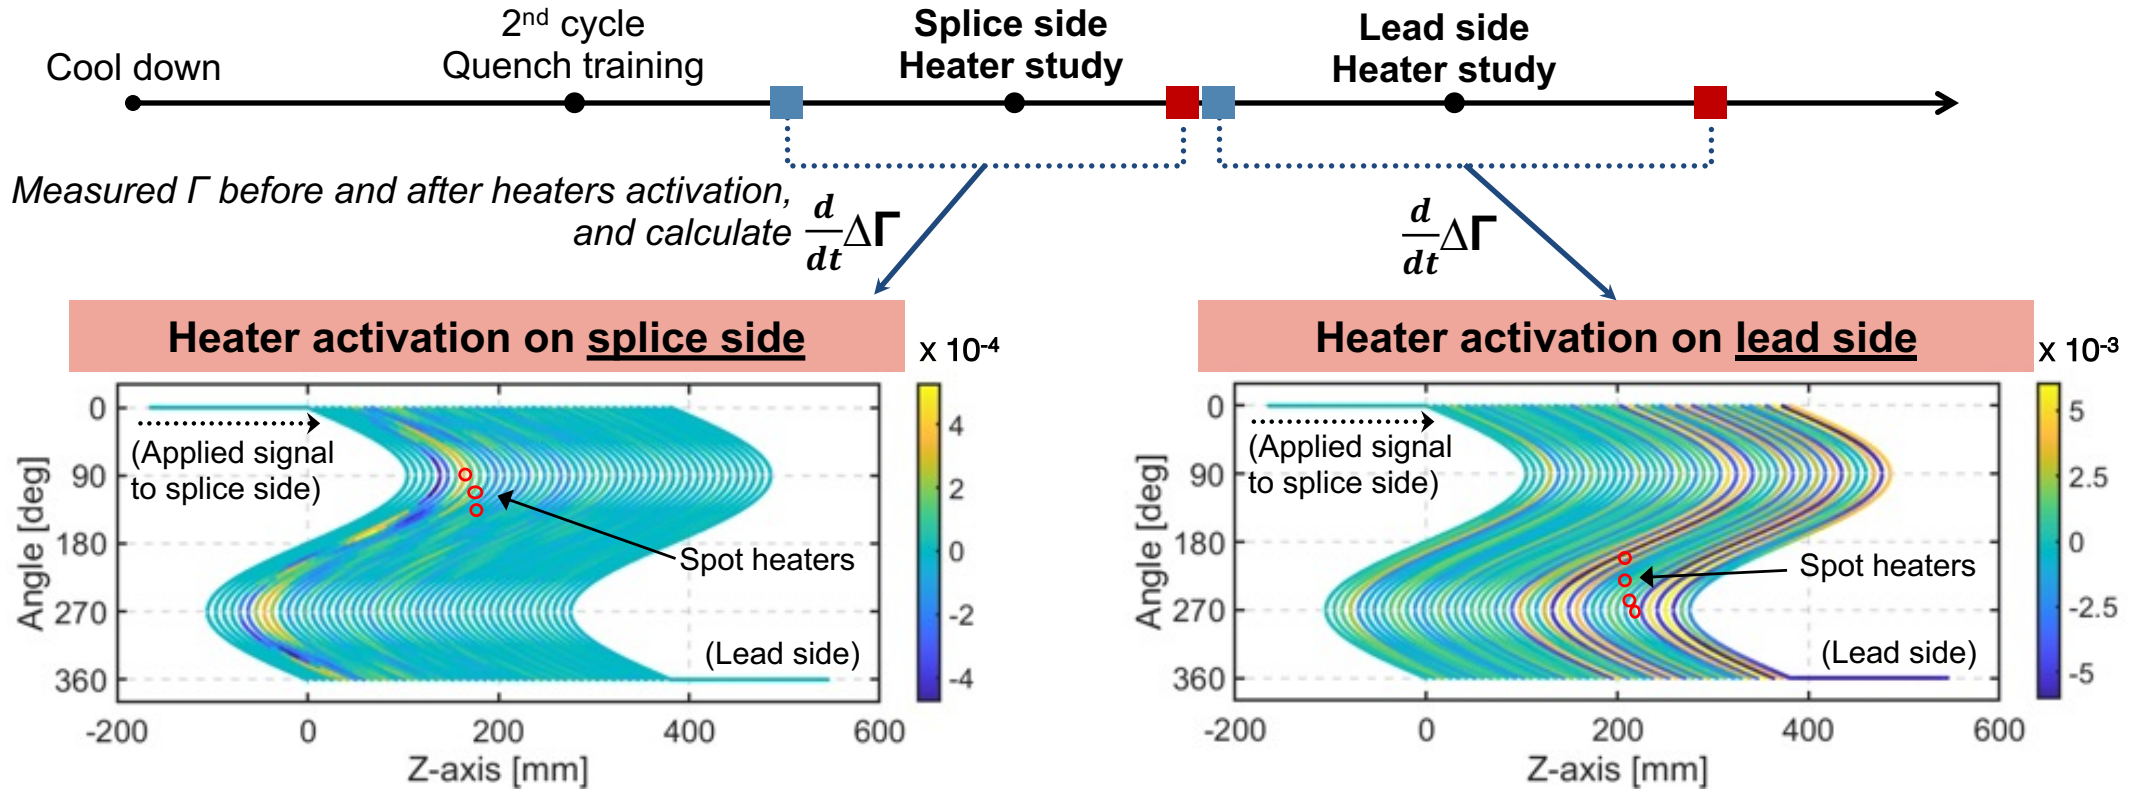 Cool down
2nd cycle
Quench training
Splice side
Heater study
Lead side
Heater study
Measured Γ before and after heaters activation,
and calculate d/dt ΔΓ
d/dt ΔΓ
Heater activation on splice side
x 10-4
0
90
180
270
360
Angle [deg]
(Applied signal
to splice side)
Spot heaters
(Lead side)
-200
0
200
400
600
Z-axis [mm]
4
2
0
-2
-4
Heater activation on lead side
x 10-3
0
90
180
270
360
Angle [deg]
(Applied signal
to splice side)
Spot heaters
(Lead side)
-200
0
200
400
600
Z-axis [mm]
5
2.5
0
-2.5
-5